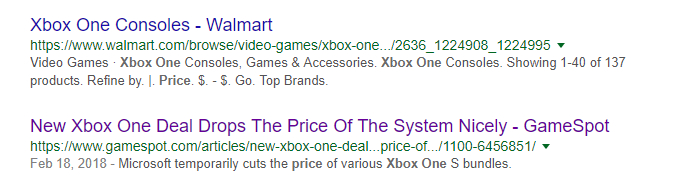 Xbox One Consoles - Walmart
https://www.walmart.com/browse/video-games/xbox-one.../2636_1224908_1224995
Video Games · Xbox One Consoles, Games & Accessories. Xbox One Consoles. Showing 1-40 of 137
products. Refine by. |. Price. $. - $. Go. Top Brands.
New Xbox One Deal Drops The Price Of The System Nicely - GameSpot
https://www.gamespot.com/articles/new-xbox-one-deal...price-of.../1100-6456851/
Feb 18, 2018 - Microsoft temporarily cuts the price of various Xbox One S bundles.